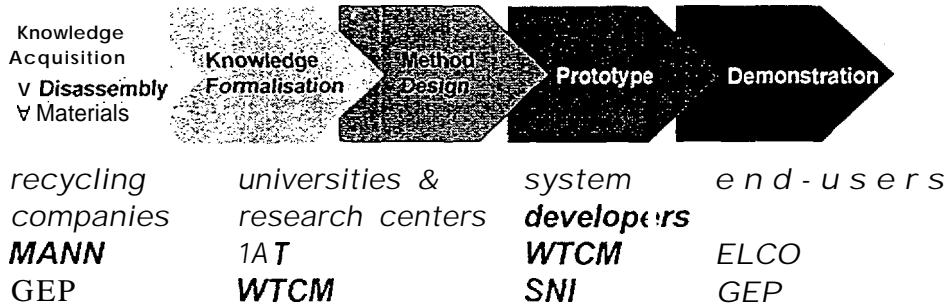 Knowledge
Acquisition
∨ Disassembly
∀ Materials
Knowledge
Formalisation
Method
Design
Prototype
Demonstration
recycling
companies
MANN
GEP
universities &
research centers
1AT
WTCM
system
developers
WTCM
SNI
end-users
ELCO
GEP